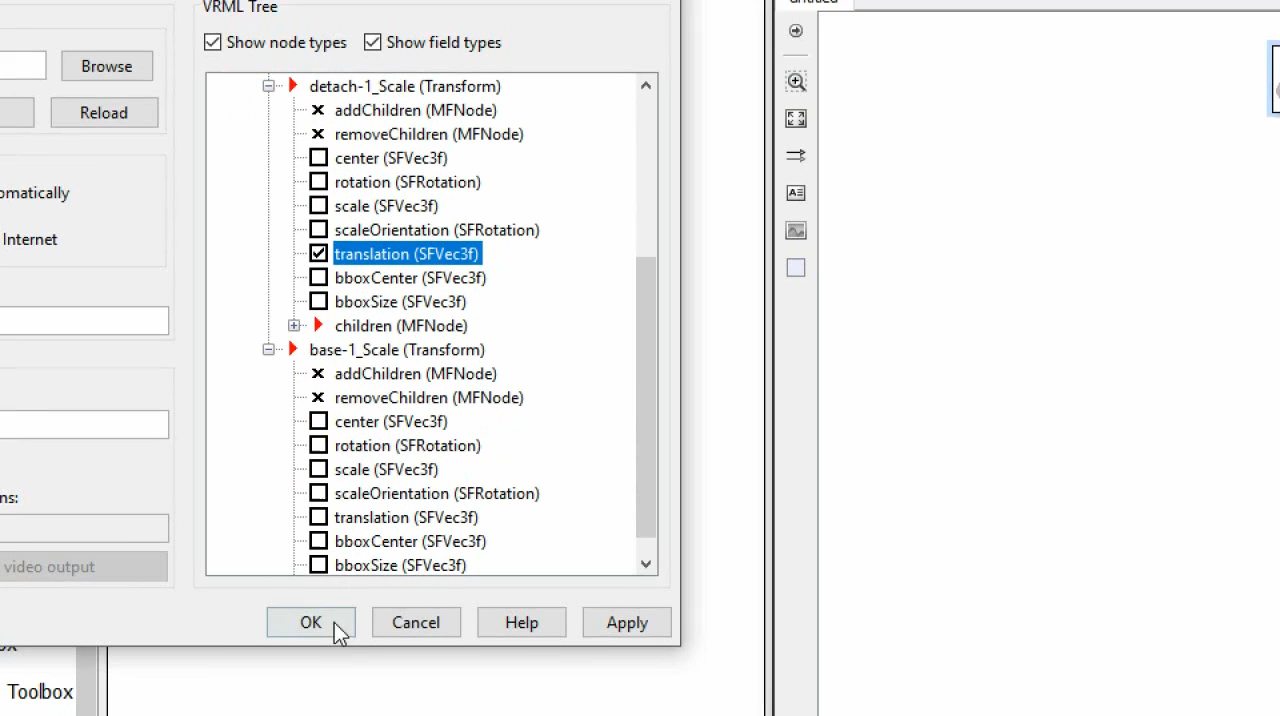 VRML Tree
untitled
Show node types Show field types
Browse
Reload
omatically
Internet
ns:
video output
detach-1_Scale (Transform)
addChildren (MFNode)
removeChildren (MFNode)
center (SFVec3f)
rotation (SFRotation)
scale (SFVec3f)
scaleOrientation (SFRotation)
translation (SFVec3f)
bboxCenter (SFVec3f)
bboxSize (SFVec3f)
children (MFNode)
base-1_Scale (Transform)
addChildren (MFNode)
removeChildren (MFNode)
center (SFVec3f)
rotation (SFRotation)
scale (SFVec3f)
scaleOrientation (SFRotation)
translation (SFVec3f)
bboxCenter (SFVec3f)
bboxSize (SFVec3f)
OK Cancel Help Apply
Toolbox